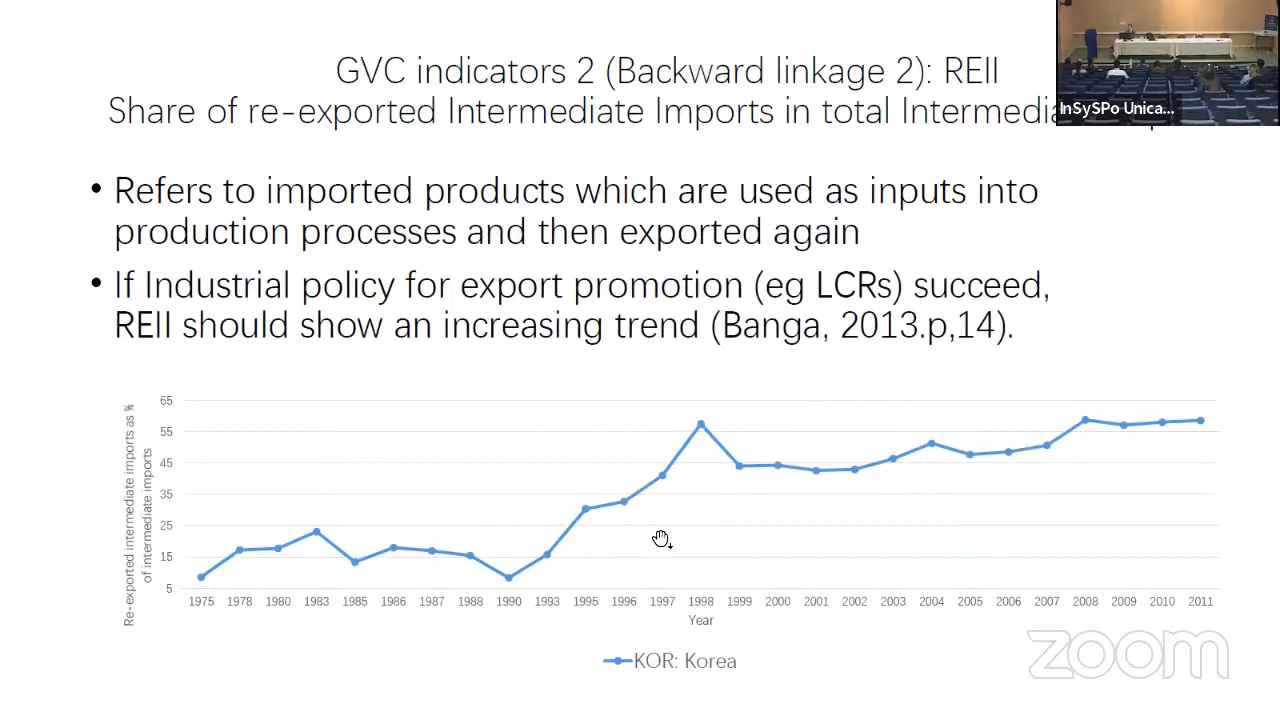 GVC indicators 2 (Backward linkage 2): REII
Share of re-exported Intermediate Imports in total
InSySPo Unica...
• Refers to imported products which are used as inputs into
production processes and then exported again
• If Industrial policy for export promotion (eg LCRs) succeed,
REII should show an increasing trend (Banga, 2013.p,14).
Re-exported intermediate imports as %
of intermediate imports
65
55
45
35
25
15
5
1975 1978 1980 1983 1985 1986 1987 1988 1990 1993 1995 1996 1997 1998 1999 2000 2001 2002 2003 2004 2005 2006 2007 2008 2009 2010 2011
Year
KOR: Korea
zoom